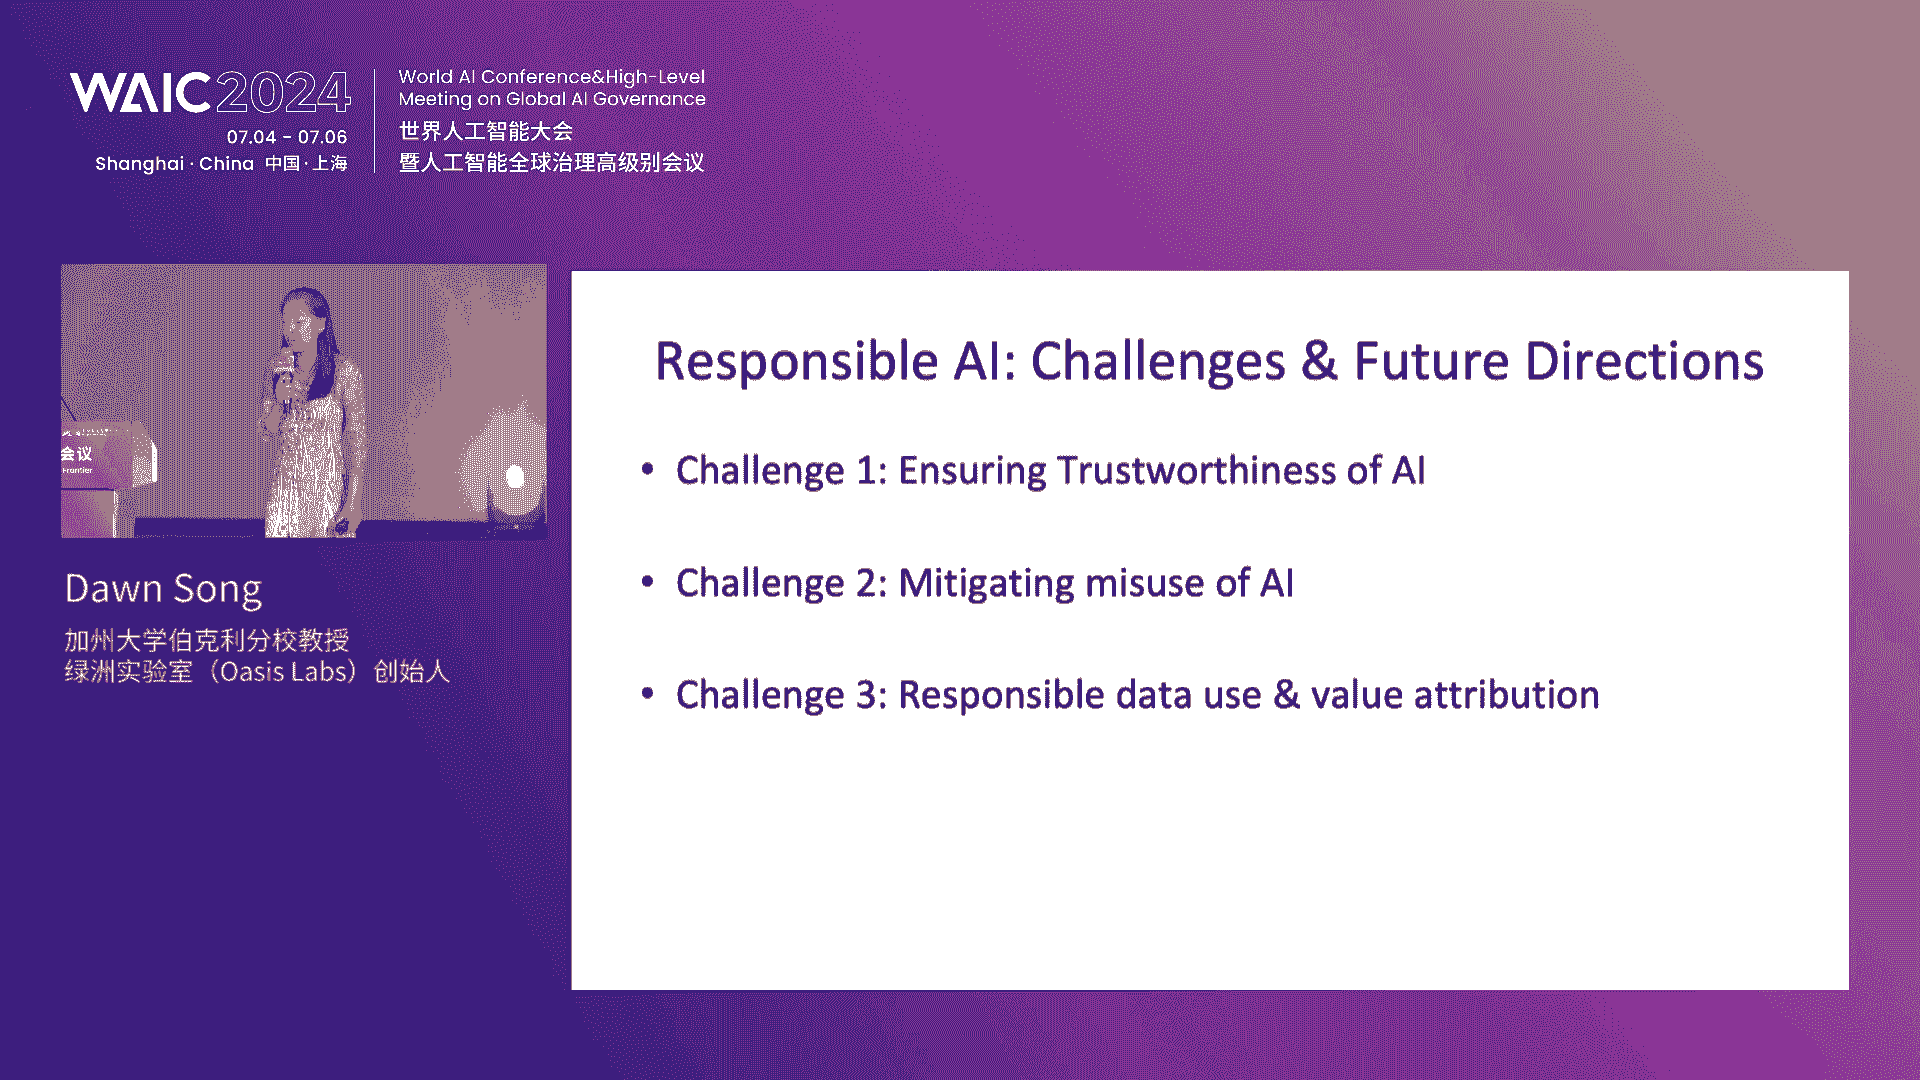 WAIC 2024
07.04 - 07.06
Shanghai · China 中国·上海
World AI Conference&High-Level
Meeting on Global AI Governance
世界人工智能大会
暨人工智能全球治理高级别会议
会议
Frontier
Dawn Song
加州大学伯克利分校教授
绿洲实验室（Oasis Labs）创始人
Responsible AI: Challenges & Future Directions
• Challenge 1: Ensuring Trustworthiness of AI
• Challenge 2: Mitigating misuse of AI
• Challenge 3: Responsible data use & value attribution